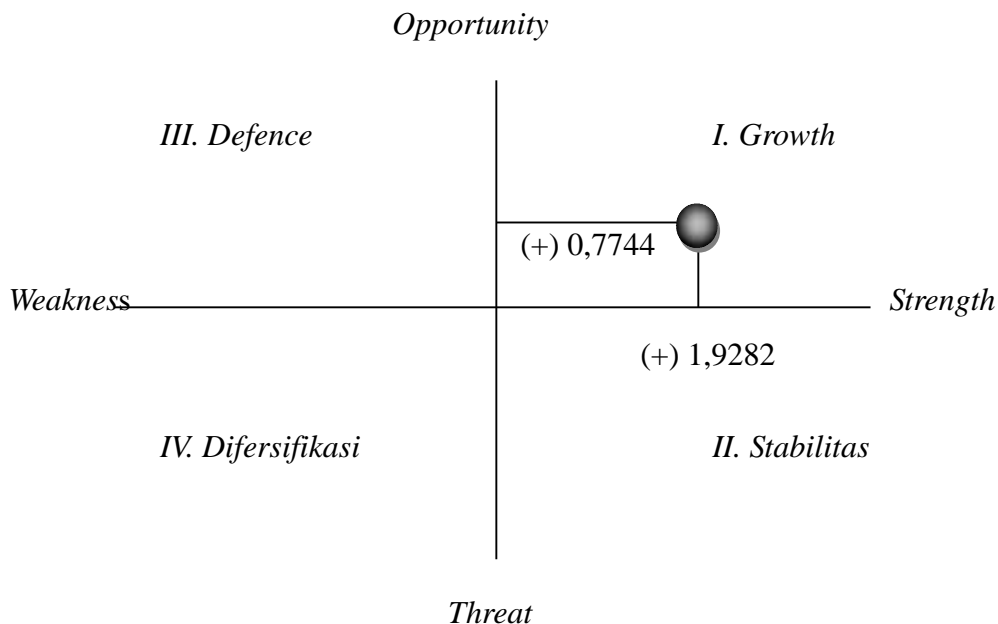 Opportunity
III. Defence
I. Growth
(+) 0,7744
Weakness
Strength
(+) 1,9282
IV. Difersifikasi
II. Stabilitas
Threat